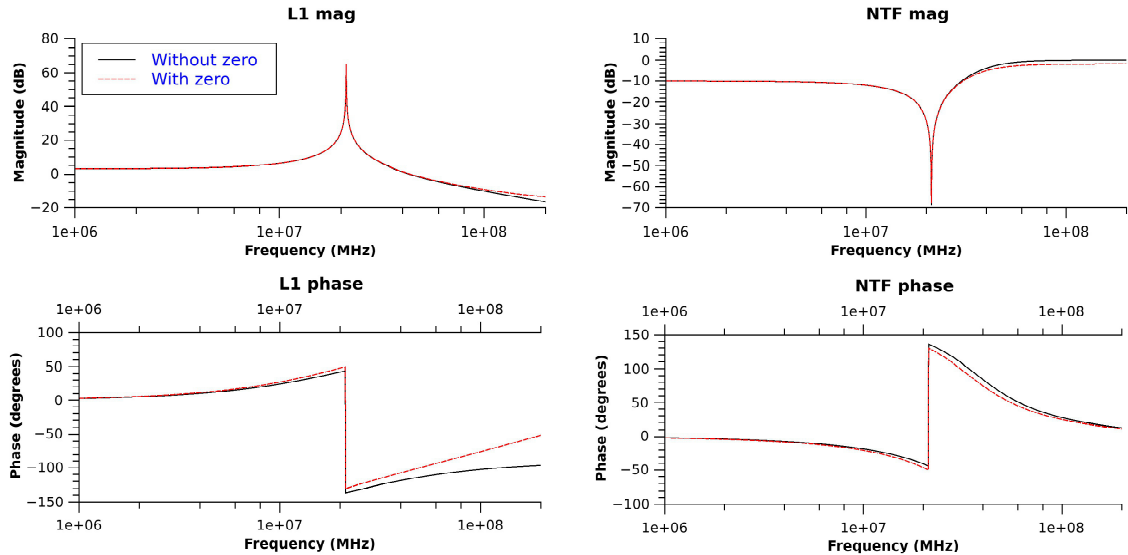 L1 mag
Magnitude (dB)
80
60
40
20
0
−20
Without zero
With zero
1e+06
1e+07
1e+08
Frequency (MHz)
NTF mag
Magnitude (dB)
10
0
−10
−20
−30
−40
−50
−60
−70
1e+06
1e+07
1e+08
Frequency (MHz)
L1 phase
1e+06
1e+07
1e+08
Phase (degrees)
100
50
0
−50
−100
−150
1e+06
1e+07
1e+08
Frequency (MHz)
NTF phase
1e+06
1e+07
1e+08
Phase (degrees)
150
100
50
0
−50
−100
1e+06
1e+07
1e+08
Frequency (MHz)